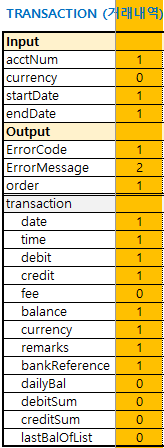 TRANSACTION (거래내역)
Input
acctNum 1
currency 0
startDate 1
endDate 1
Output
ErrorCode 1
ErrorMessage 2
order 1
transaction
date 1
time 1
debit 1
credit 1
fee 0
balance 1
currency 1
remarks 1
bankReference 1
dailyBal 0
debitSum 0
creditSum 0
lastBalOfList 0